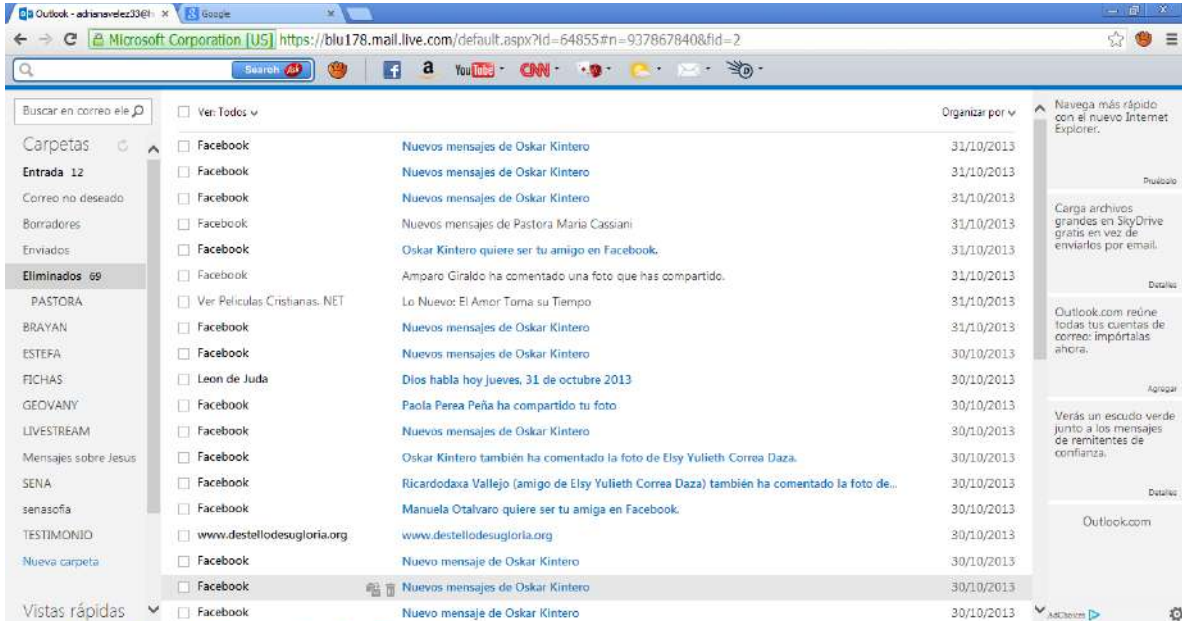 Outlook - adrianavelez33@h
Google
Microsoft Corporation [US] https://blu178.mail.live.com/default.aspx?id=64855#n=937867840&fid=2
Search
a YouTube CNN
Buscar en correo ele
Ver: Todos
Organizar por
Carpetas
Entrada 12
Correo no deseado
Borradores
Enviados
Eliminados 69
PASTORA
BRAYAN
ESTEFA
FICHAS
GEOVANY
LIVESTREAM
Mensajes sobre Jesus
SENA
senasofia
TESTIMONIO
Nueva carpeta
Vistas rápidas
Facebook Nuevos mensajes de Oskar Kintero 31/10/2013
Facebook Nuevos mensajes de Oskar Kintero 31/10/2013
Facebook Nuevos mensajes de Oskar Kintero 31/10/2013
Facebook Nuevos mensajes de Pastora Maria Cassiani 31/10/2013
Facebook Oskar Kintero quiere ser tu amigo en Facebook. 31/10/2013
Facebook Amparo Giraldo ha comentado una foto que has compartido. 31/10/2013
Ver Peliculas Cristianas. NET Lo Nuevo: El Amor Toma su Tiempo 31/10/2013
Facebook Nuevos mensajes de Oskar Kintero 31/10/2013
Facebook Nuevos mensajes de Oskar Kintero 30/10/2013
Leon de Juda Dios habla hoy jueves, 31 de octubre 2013 30/10/2013
Facebook Paola Perea Peña ha compartido tu foto 30/10/2013
Facebook Nuevos mensajes de Oskar Kintero 30/10/2013
Facebook Oskar Kintero también ha comentado la foto de Elsy Yulieth Correa Daza. 30/10/2013
Facebook Ricardodaxa Vallejo (amigo de Elsy Yulieth Correa Daza) también ha comentado la foto de... 30/10/2013
Facebook Manuela Otalvaro quiere ser tu amiga en Facebook. 30/10/2013
www.destellodesugloria.org www.destellodesugloria.org 30/10/2013
Facebook Nuevo mensaje de Oskar Kintero 30/10/2013
Facebook Nuevos mensajes de Oskar Kintero 30/10/2013
Facebook Nuevo mensaje de Oskar Kintero 30/10/2013
Navega más rápido
con el nuevo Internet
Explorer.
Pruébalo
Carga archivos
grandes en SkyDrive
gratis en vez de
enviarlos por email.
Detalles
Outlook.com reúne
todas tus cuentas de
correo: impórtalas
ahora.
Agregar
Verás un escudo verde
junto a los mensajes
de remitentes de
confianza.
Detalles
Outlook.com
AdChoices